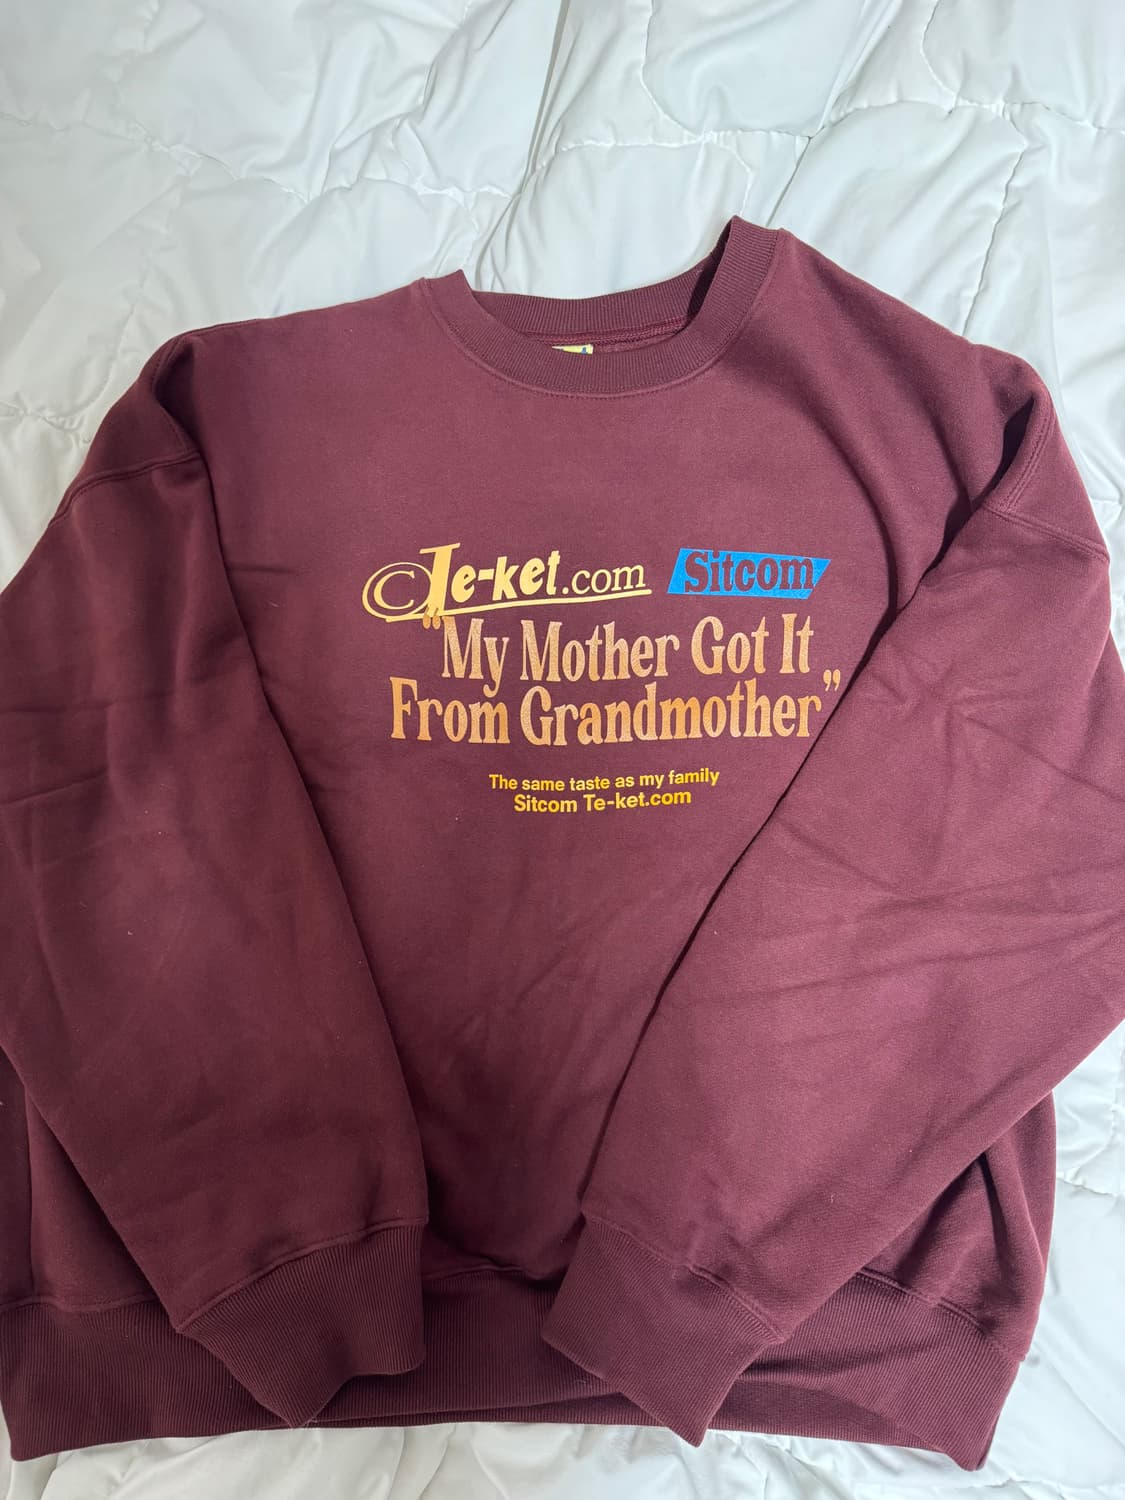 ©Te-ket.com Sitcom
"My Mother Got It
From Grandmother"
The same taste as my family
Sitcom Te-ket.com